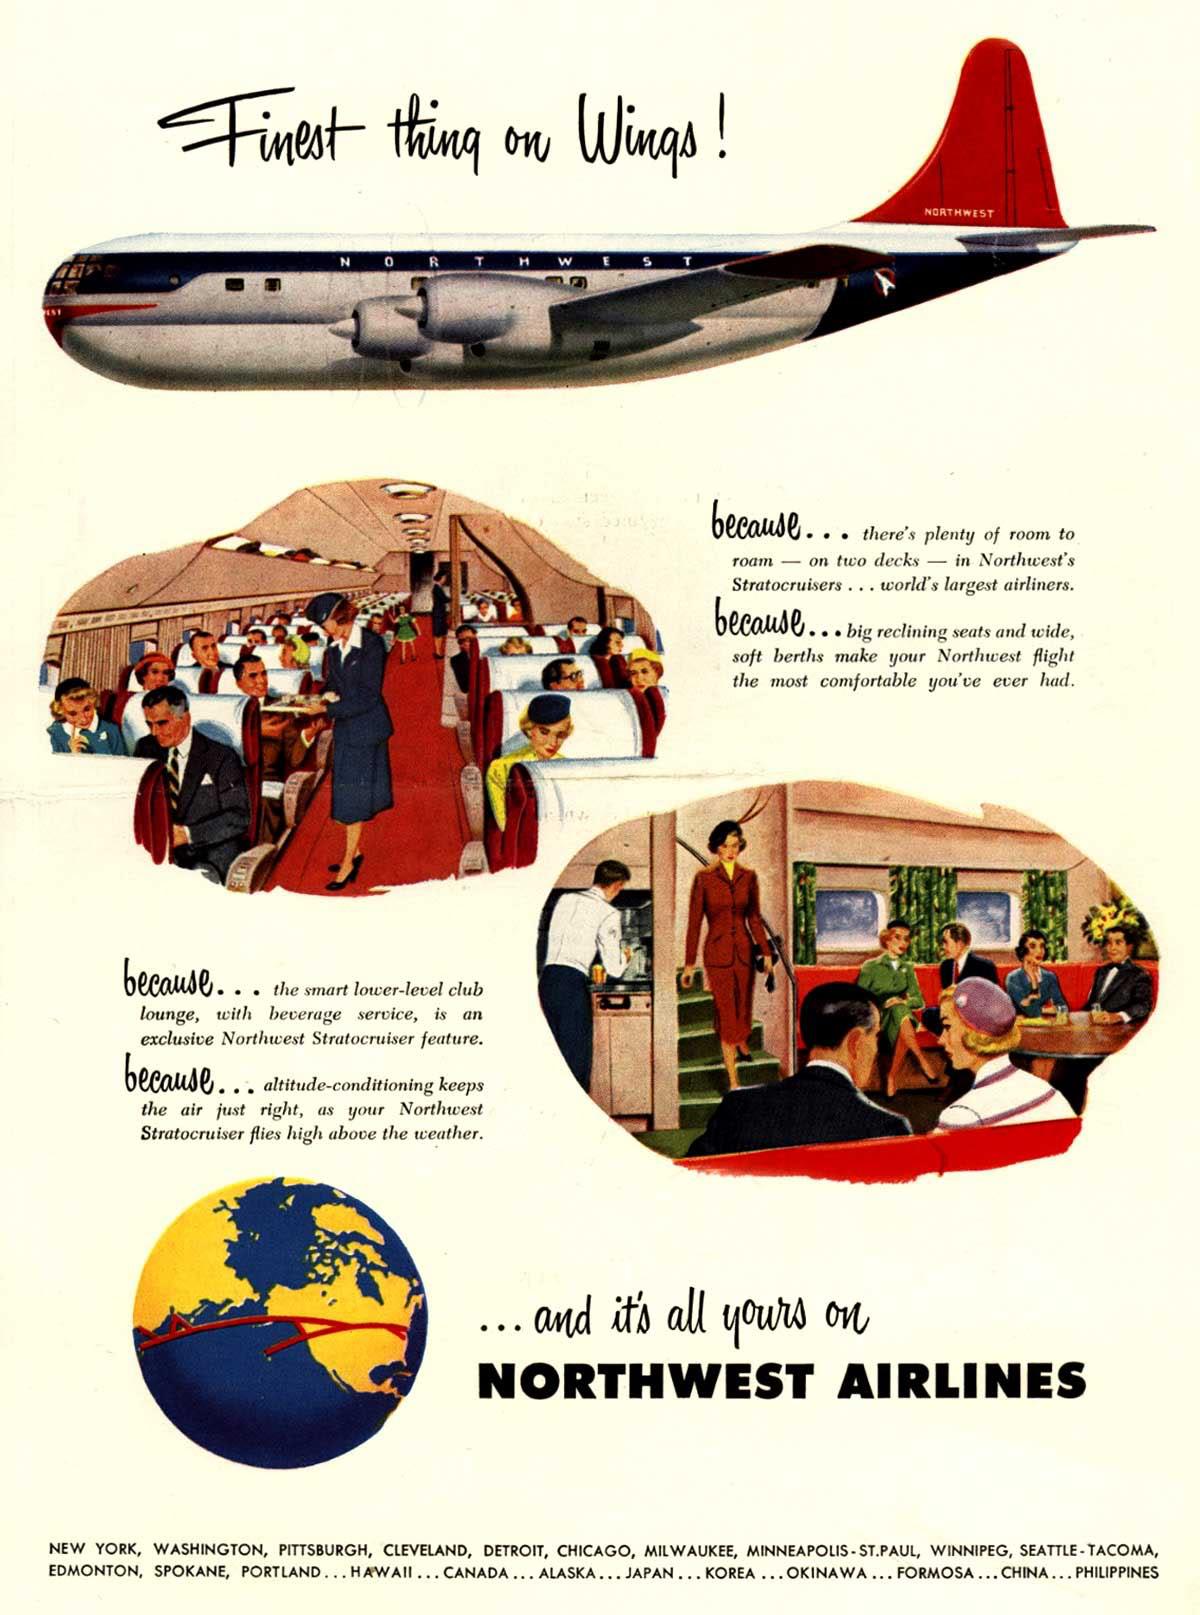 Finest thing on Wings!
NORTHWEST
NORTHWEST
EST
because... there's plenty of room to
roam — on two decks — in Northwest's
Stratocruisers ... world's largest airliners.
because... big reclining seats and wide,
soft berths make your Northwest flight
the most comfortable you've ever had.
because... the smart lower-level club
lounge, with beverage service, is an
exclusive Northwest Stratocruiser feature.
because... altitude-conditioning keeps
the air just right, as your Northwest
Stratocruiser flies high above the weather.
...and it's all yours on
NORTHWEST AIRLINES
NEW YORK, WASHINGTON, PITTSBURGH, CLEVELAND, DETROIT, CHICAGO, MILWAUKEE, MINNEAPOLIS-ST.PAUL, WINNIPEG, SEATTLE-TACOMA,
EDMONTON, SPOKANE, PORTLAND...HAWAII...CANADA...ALASKA...JAPAN...KOREA...OKINAWA...FORMOSA...CHINA...PHILIPPINES